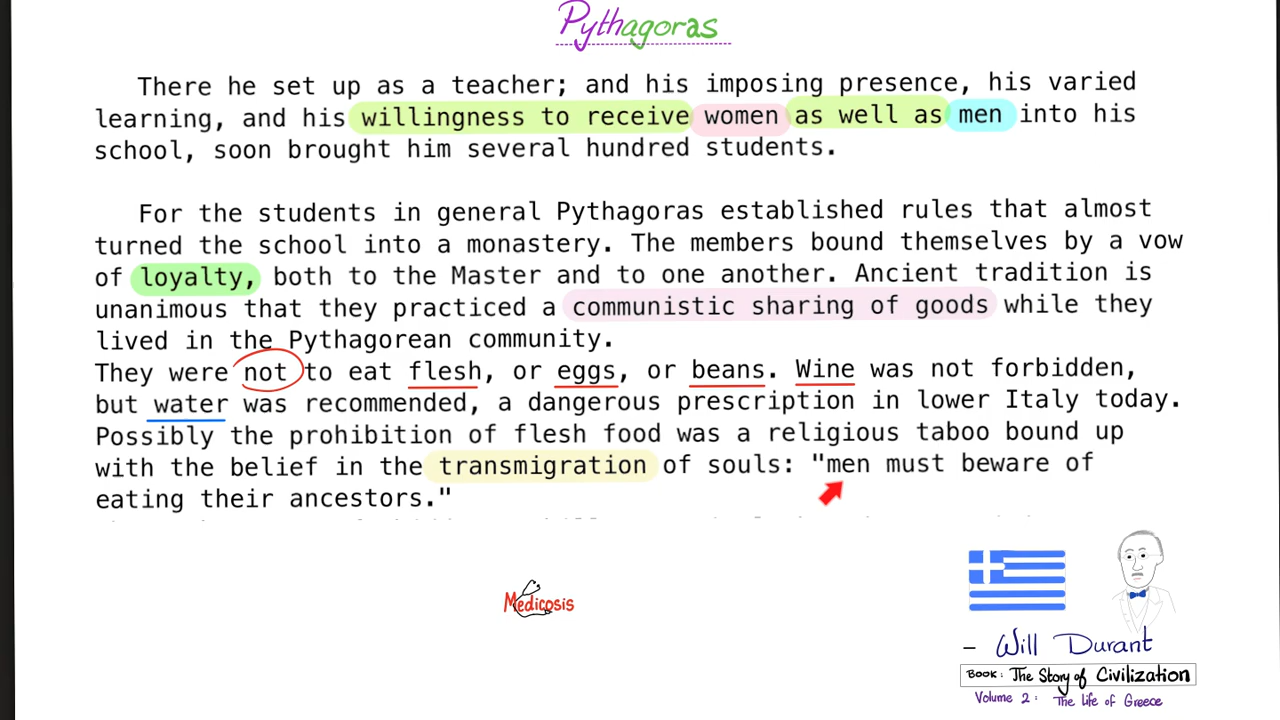 Pythagoras
There he set up as a teacher; and his imposing presence, his varied
learning, and his willingness to receive women as well as men into his
school, soon brought him several hundred students.
For the students in general Pythagoras established rules that almost
turned the school into a monastery. The members bound themselves by a vow
of loyalty, both to the Master and to one another. Ancient tradition is
unanimous that they practiced a communistic sharing of goods while they
lived in the Pythagorean community.
They were not to eat flesh, or eggs, or beans. Wine was not forbidden,
but water was recommended, a dangerous prescription in lower Italy today.
Possibly the prohibition of flesh food was a religious taboo bound up
with the belief in the transmigration of souls: "men must beware of
eating their ancestors."
Medicosis
– Will Durant
Book: The Story of Civilization
Volume 2: The life of Greece